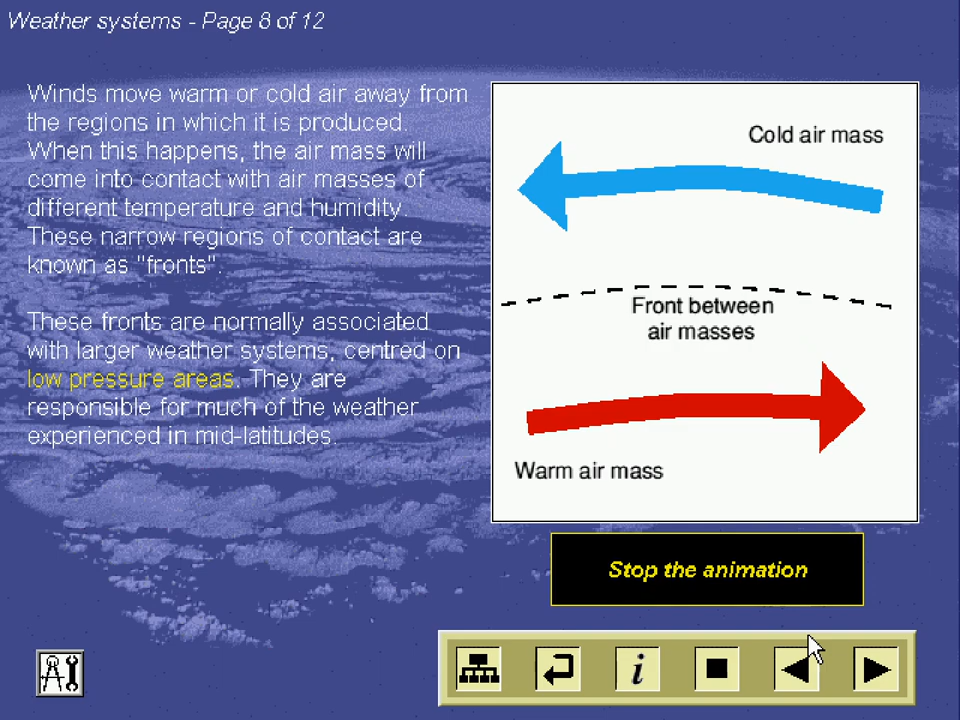 Weather systems - Page 8 of 12
Winds move warm or cold air away from
the regions in which it is produced.
When this happens, the air mass will
come into contact with air masses of
different temperature and humidity.
These narrow regions of contact are
known as "fronts".
These fronts are normally associated
with larger weather systems, centred on
low pressure areas. They are
responsible for much of the weather
experienced in mid-latitudes.
Cold air mass
Front between
air masses
Warm air mass
Stop the animation
i